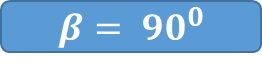 β = 90⁰